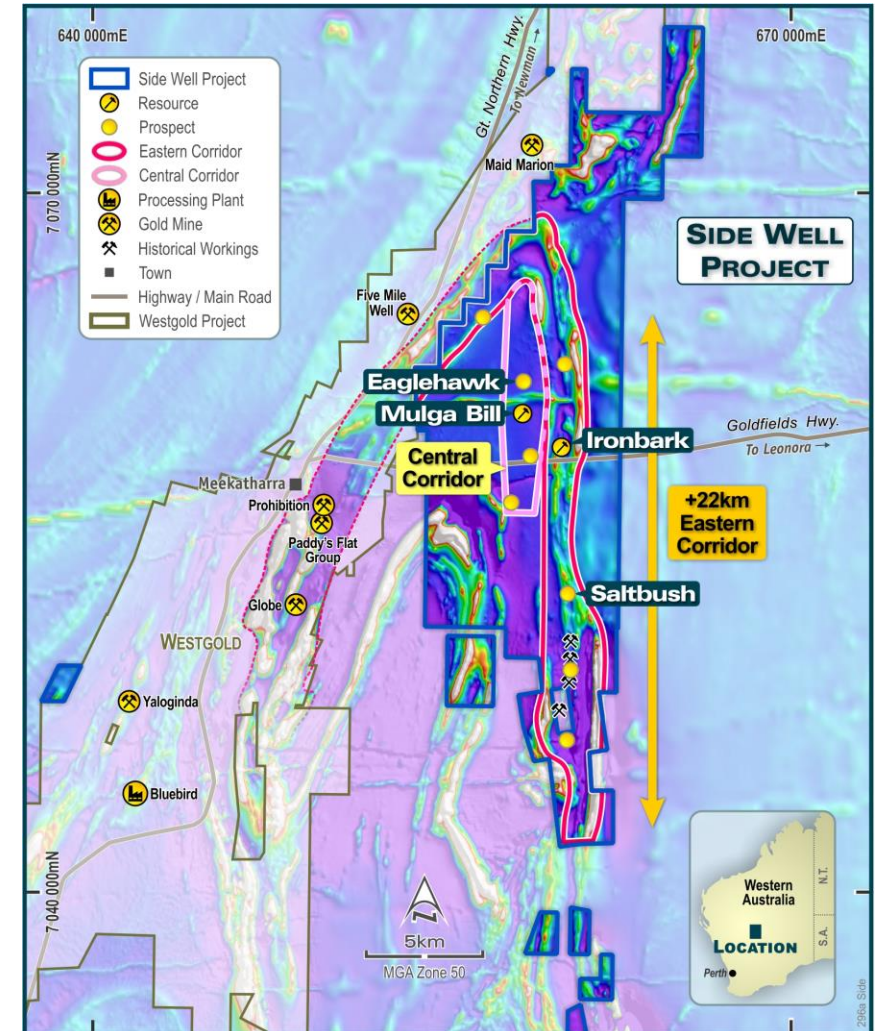 640 000mE
670 000mE
7 070 000mN
7 040 000mN
Side Well Project
Resource
Prospect
Eastern Corridor
Central Corridor
Processing Plant
Gold Mine
Historical Workings
Town
Highway / Main Road
Westgold Project
Gt. Northern Hwy.
To Newman →
Maid Marion
SIDE WELL
PROJECT
Five Mile
Well
Eaglehawk
Mulga Bill
Ironbark
Goldfields Hwy.
To Leonora →
Central
Corridor
Meekatharra
Prohibition
Paddy's Flat
Group
+22km
Eastern
Corridor
Globe
Saltbush
WESTGOLD
Yaloginda
Bluebird
N
5km
MGA Zone 50
Western
Australia
N.T.
S.A.
LOCATION
Perth
296a Side